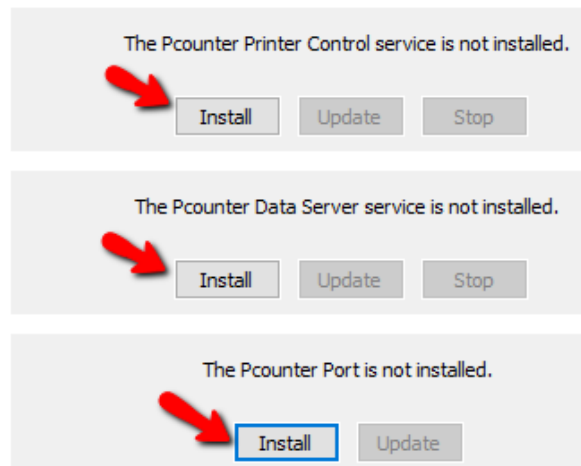 The Pcounter Printer Control service is not installed.
Install Update Stop
The Pcounter Data Server service is not installed.
Install Update Stop
The Pcounter Port is not installed.
Install Update